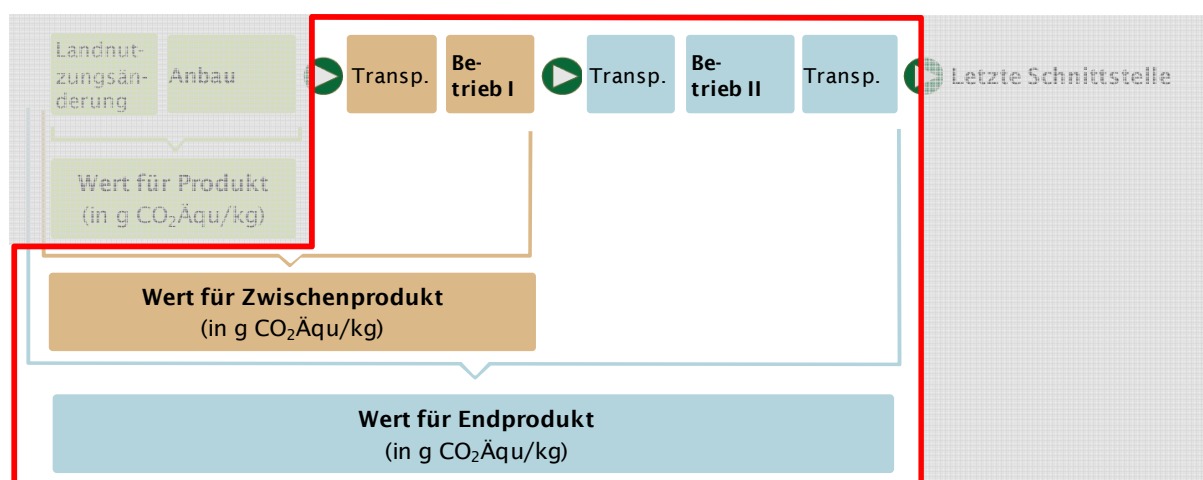 Landnut-
zungsän-
derung
Anbau
Transp.
Be-
trieb I
Transp.
Be-
trieb II
Transp.
Letzte Schnittstelle
Wert für Produkt
(in g CO₂Äqu/kg)
Wert für Zwischenprodukt
(in g CO₂Äqu/kg)
Wert für Endprodukt
(in g CO₂Äqu/kg)